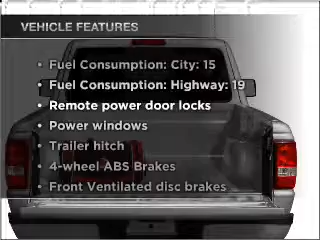 VEHICLE FEATURES
• Fuel Consumption: City: 15
• Fuel Consumption: Highway: 19
• Remote power door locks
• Power windows
• Trailer hitch
• 4-wheel ABS Brakes
• Front Ventilated disc brakes